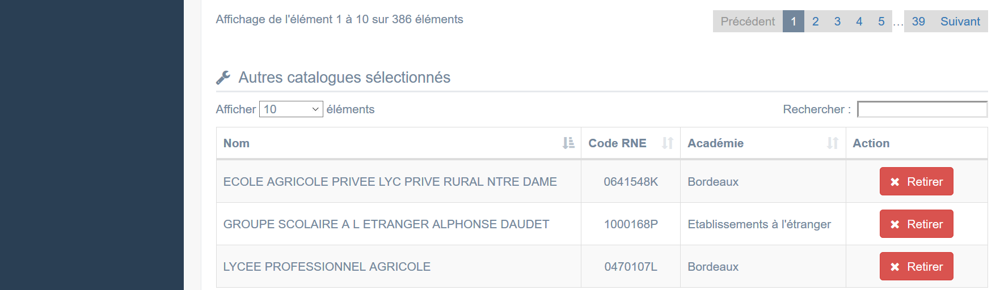 Affichage de l'élément 1 à 10 sur 386 éléments
Précédent 1 2 3 4 5 … 39 Suivant
Autres catalogues sélectionnés
Afficher 10 éléments
Rechercher :
Nom Code RNE Académie Action
ECOLE AGRICOLE PRIVEE LYC PRIVE RURAL NTRE DAME 0641548K Bordeaux Retirer
GROUPE SCOLAIRE A L ETRANGER ALPHONSE DAUDET 1000168P Etablissements à l'étranger Retirer
LYCEE PROFESSIONNEL AGRICOLE 0470107L Bordeaux Retirer